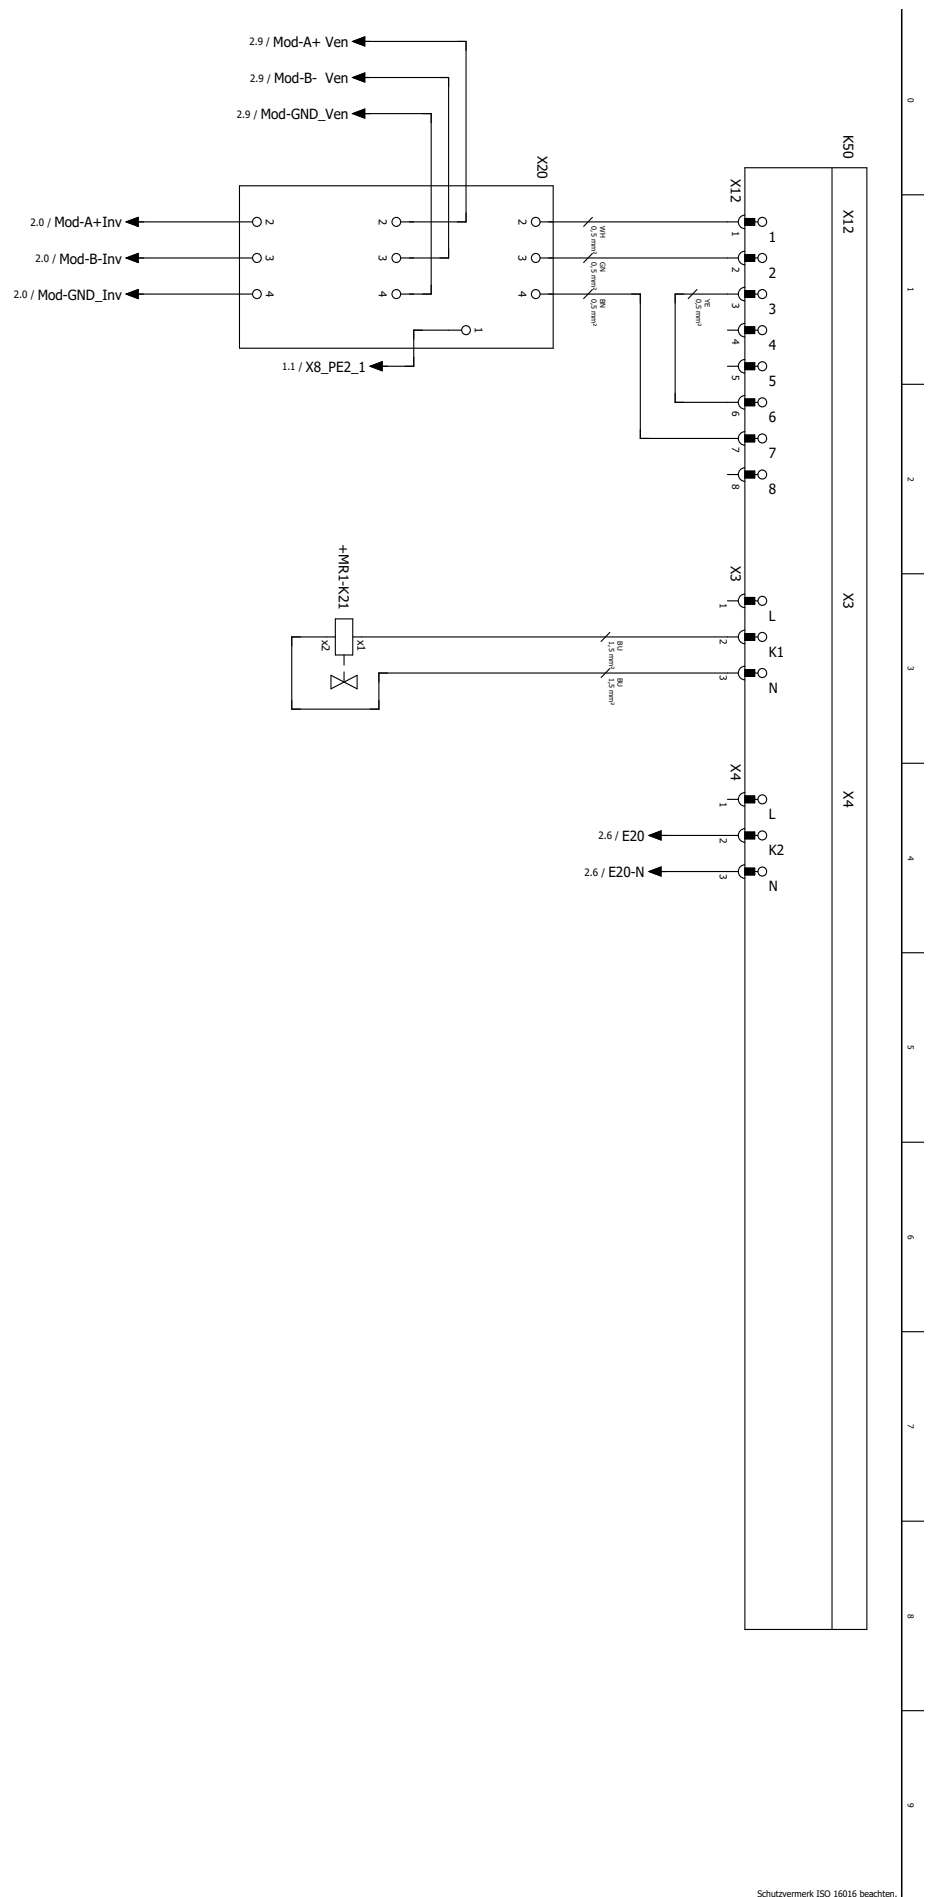 2.9 / Mod-A+ Ven
2.9 / Mod-B- Ven
2.9 / Mod-GND_Ven
0
K50
X20
X12
X12
2.0 / Mod-A+Inv
2
2
2
WH
0,5 mm²
1
1
2.0 / Mod-B-Inv
3
3
3
GN
0,5 mm²
2
2
2.0 / Mod-GND_Inv
4
4
4
BN
0,5 mm²
YE
0,5 mm²
3
3
1
1
4
4
1.1 / X8_PE2_1
5
5
6
6
7
7
8
8
2
+MR1-K21
X3
X3
1
L
x2
x1
BU
1,5 mm²
2
K1
3
BU
1,5 mm²
3
N
X4
X4
1
L
2.6 / E20
2
K2
4
2.6 / E20-N
3
N
5
6
7
8
9
Schutzvermerk ISO 16016 beachten.